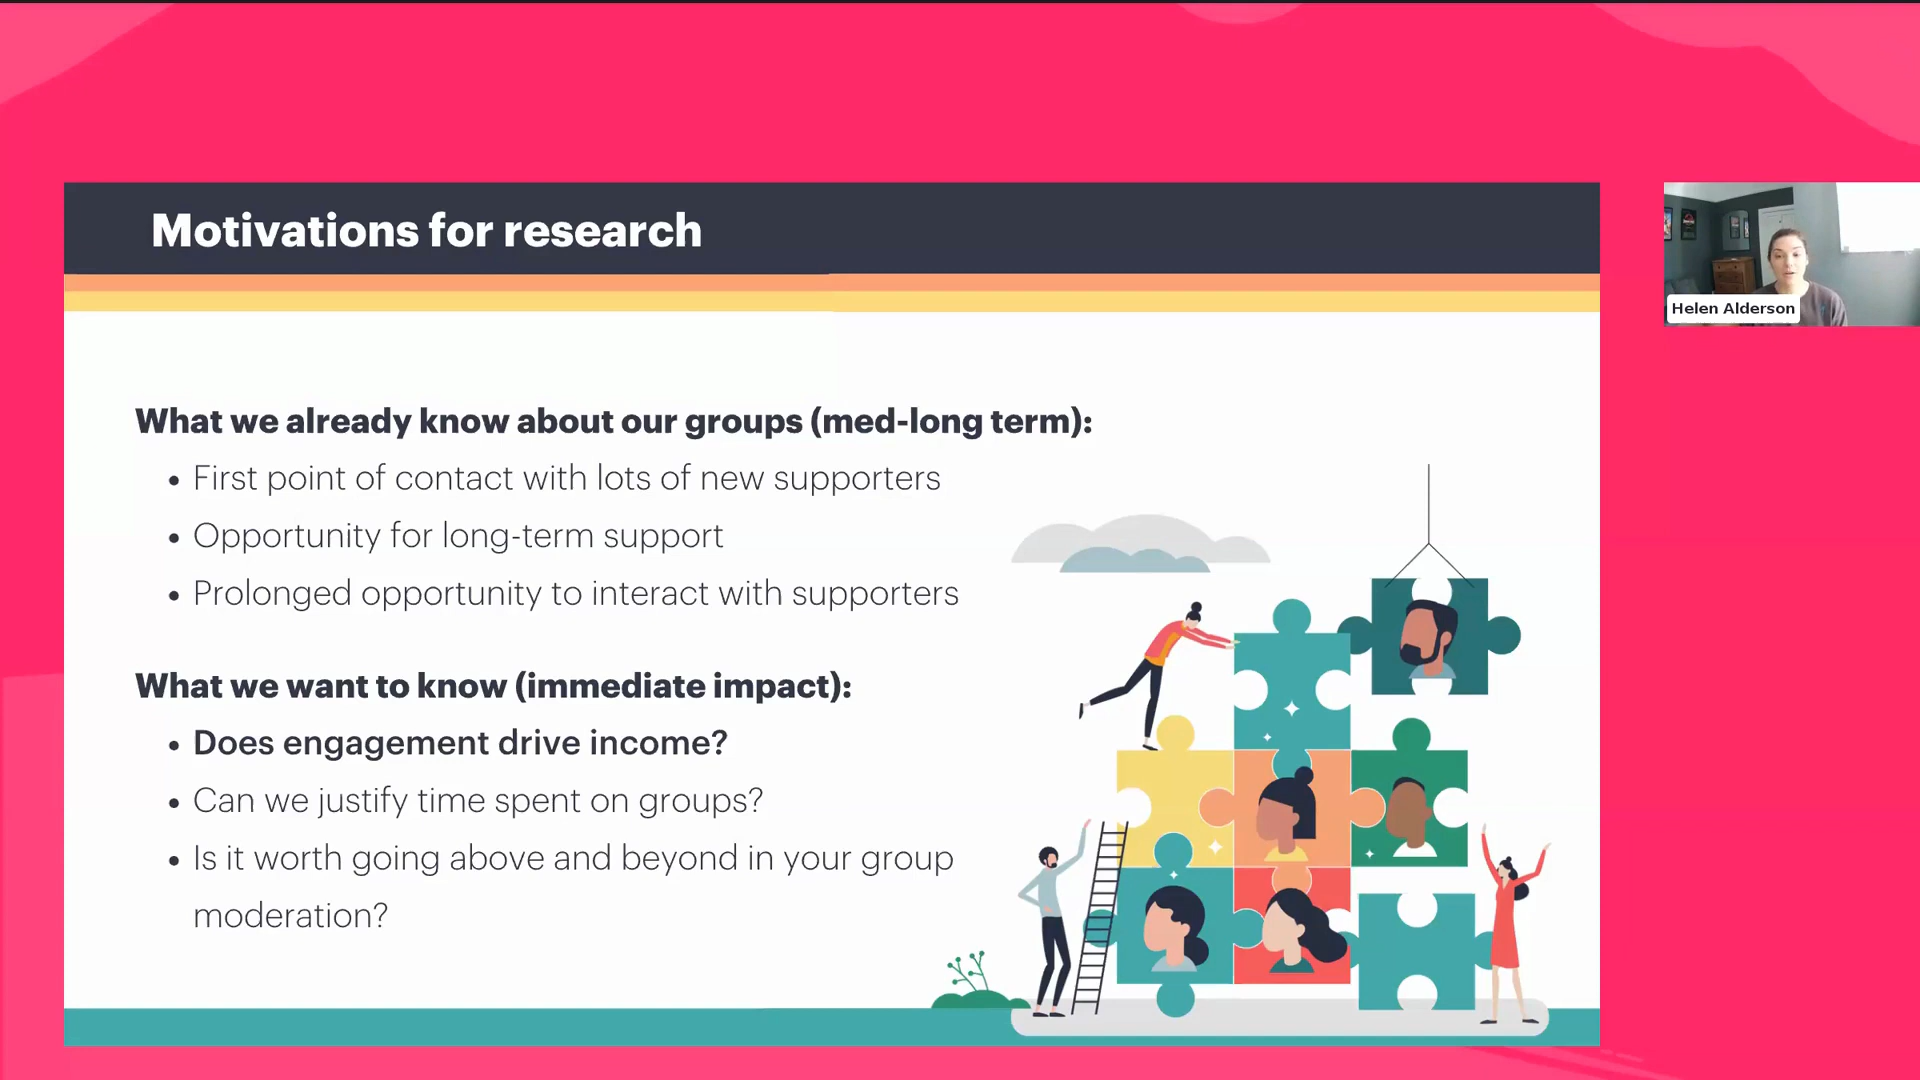 Motivations for research
Helen Alderson
What we already know about our groups (med-long term):
• First point of contact with lots of new supporters
• Opportunity for long-term support
• Prolonged opportunity to interact with supporters
What we want to know (immediate impact):
• Does engagement drive income?
• Can we justify time spent on groups?
• Is it worth going above and beyond in your group
moderation?